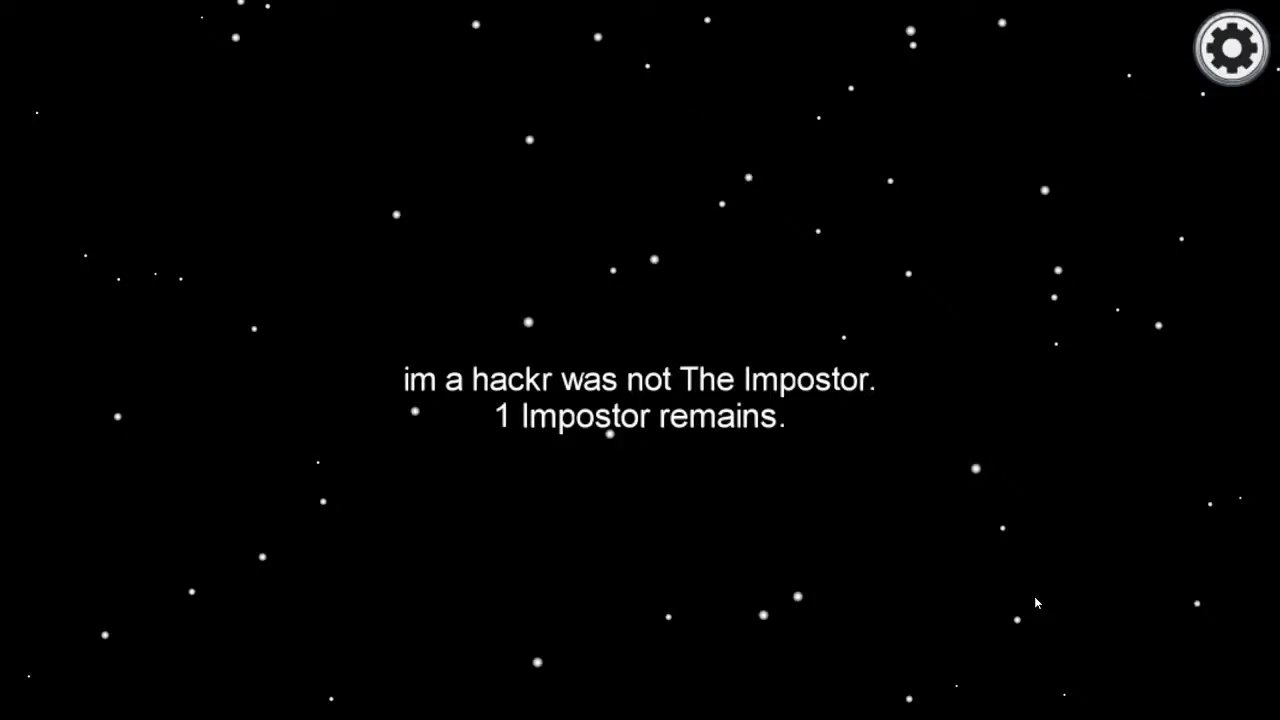 im a hackr was not The Impostor.
1 Impostor remains.